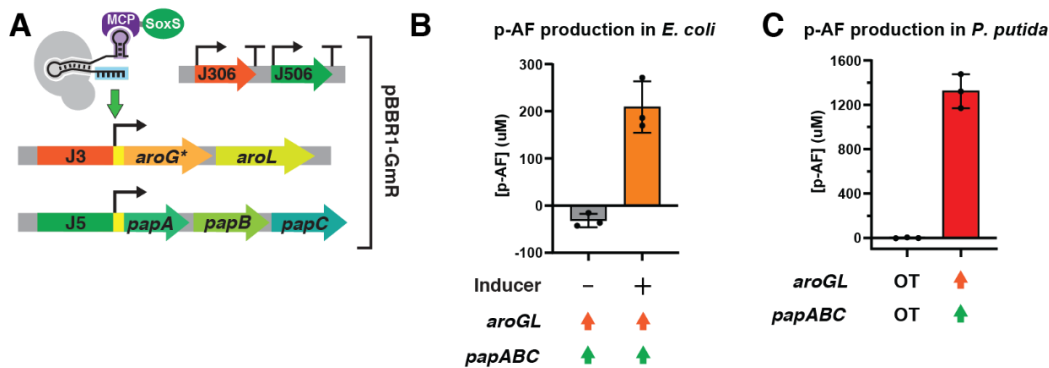 A
MCP
SoxS
J306
J506
J3
aroG*
aroL
J5
papA
papB
papC
pBBR1-GmR
B
p-AF production in E. coli
[p-AF] (uM)
300
200
100
0
-100
Inducer - +
aroGL
papABC
C
p-AF production in P. putida
[p-AF] (uM)
1600
1200
800
400
0
aroGL OT
papABC OT